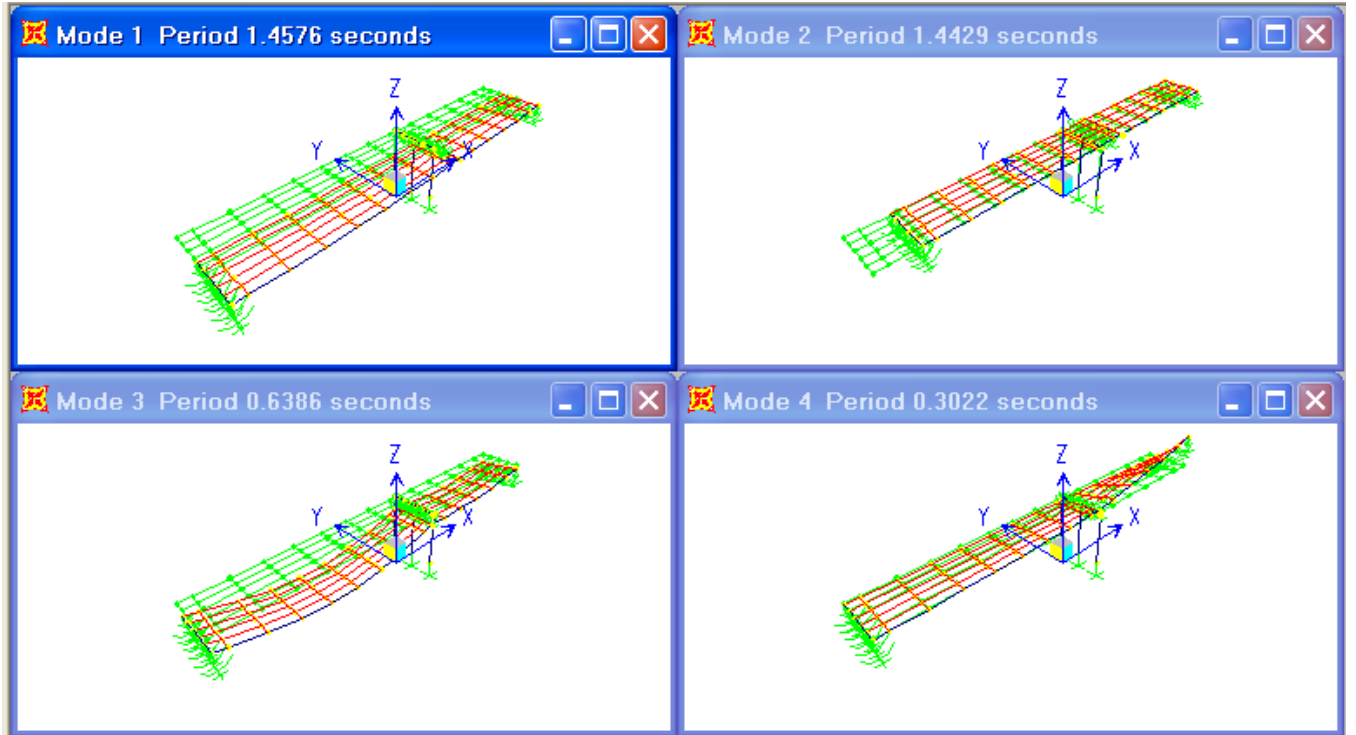 Mode 1 Period 1.4576 seconds
Mode 2 Period 1.4429 seconds
Z
Y
X
Z
Y
X
Mode 3 Period 0.6386 seconds
Mode 4 Period 0.3022 seconds
Z
Y
X
Z
Y
X